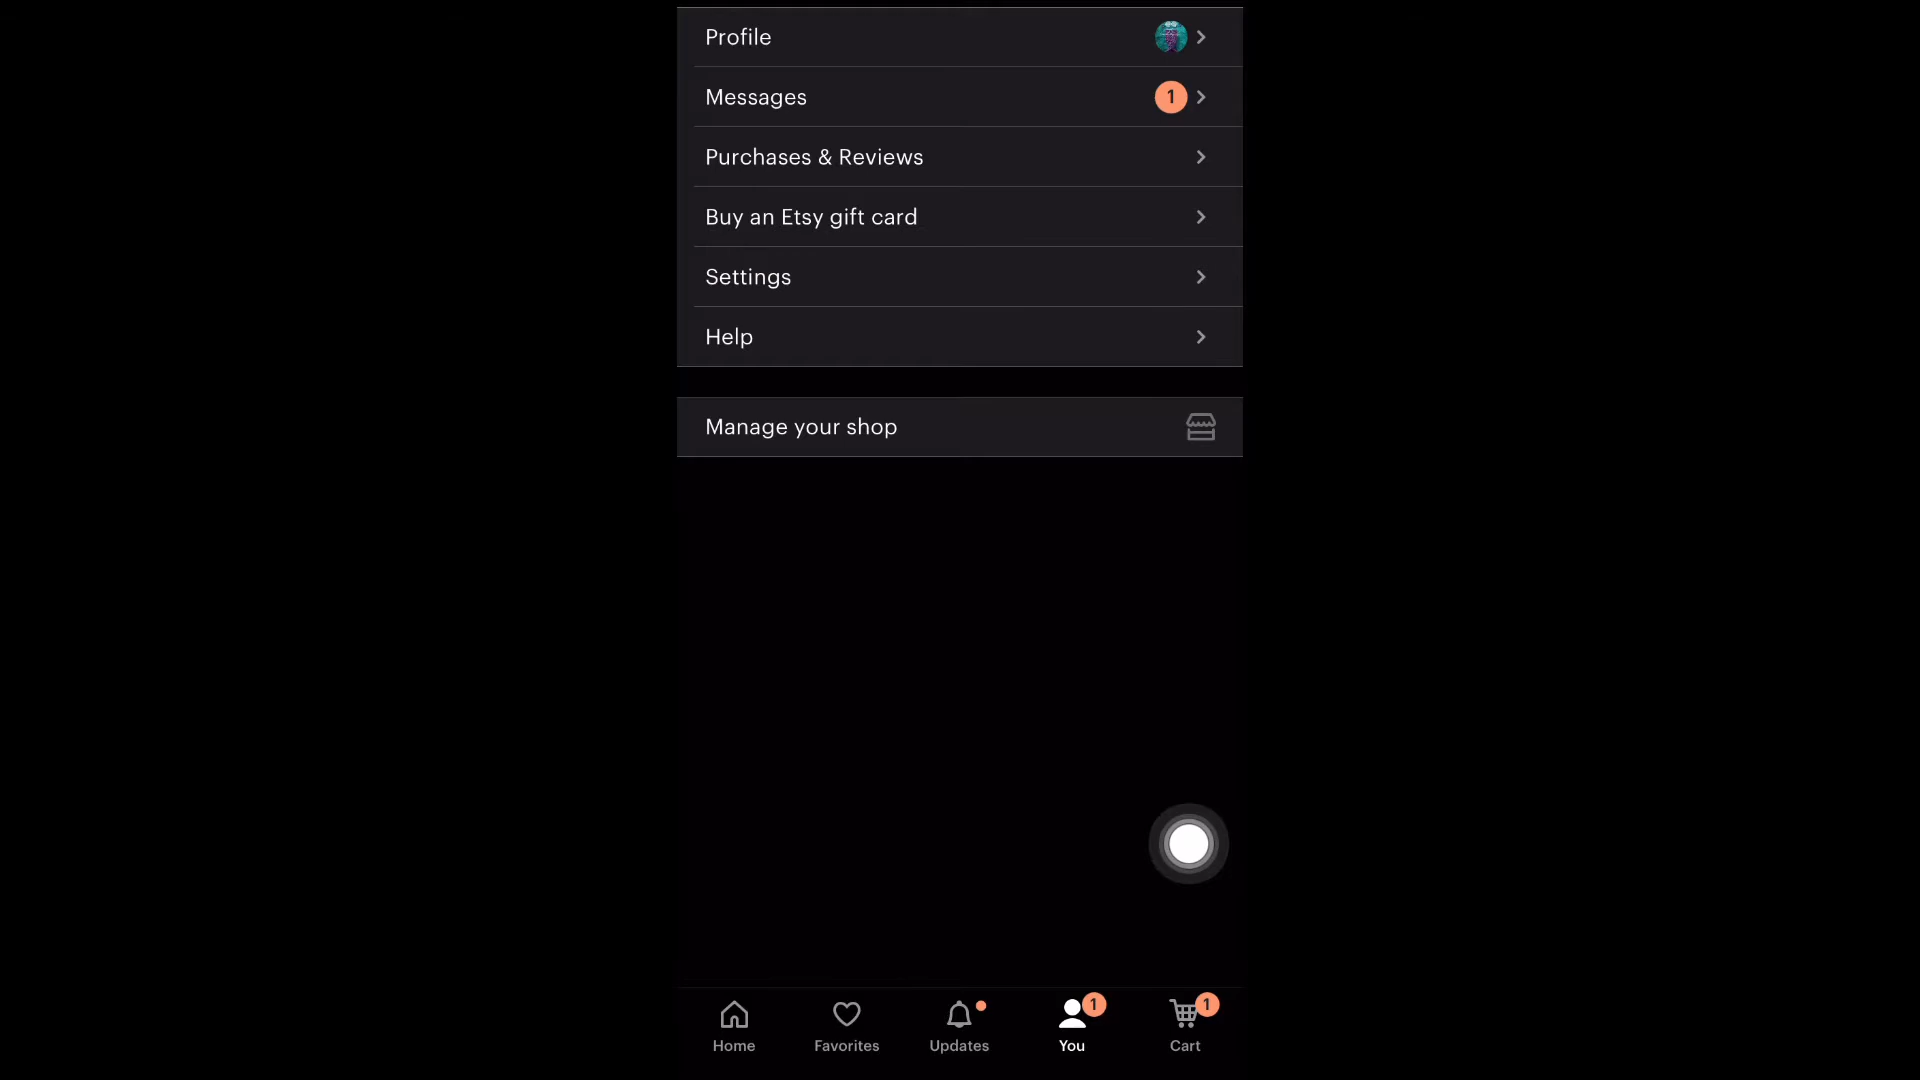 Profile
Messages
1
Purchases & Reviews
Buy an Etsy gift card
Settings
Help
Manage your shop
1
1
Home
Favorites
Updates
You
Cart